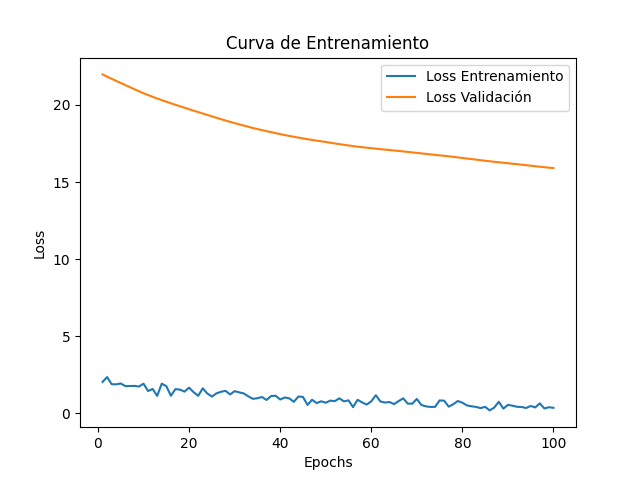 Curva de Entrenamiento
Loss Entrenamiento
Loss Validación
Loss
20
15
10
5
0
0 20 40 60 80 100
Epochs